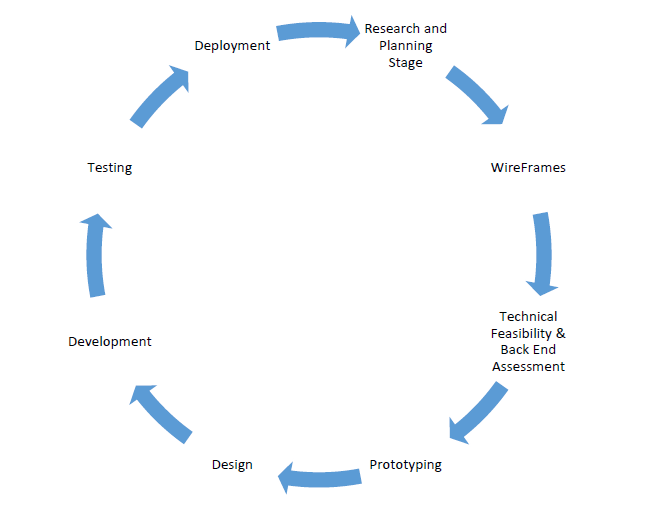 Deployment
Research and
Planning
Stage
WireFrames
Technical
Feasibility &
Back End
Assessment
Prototyping
Design
Development
Testing